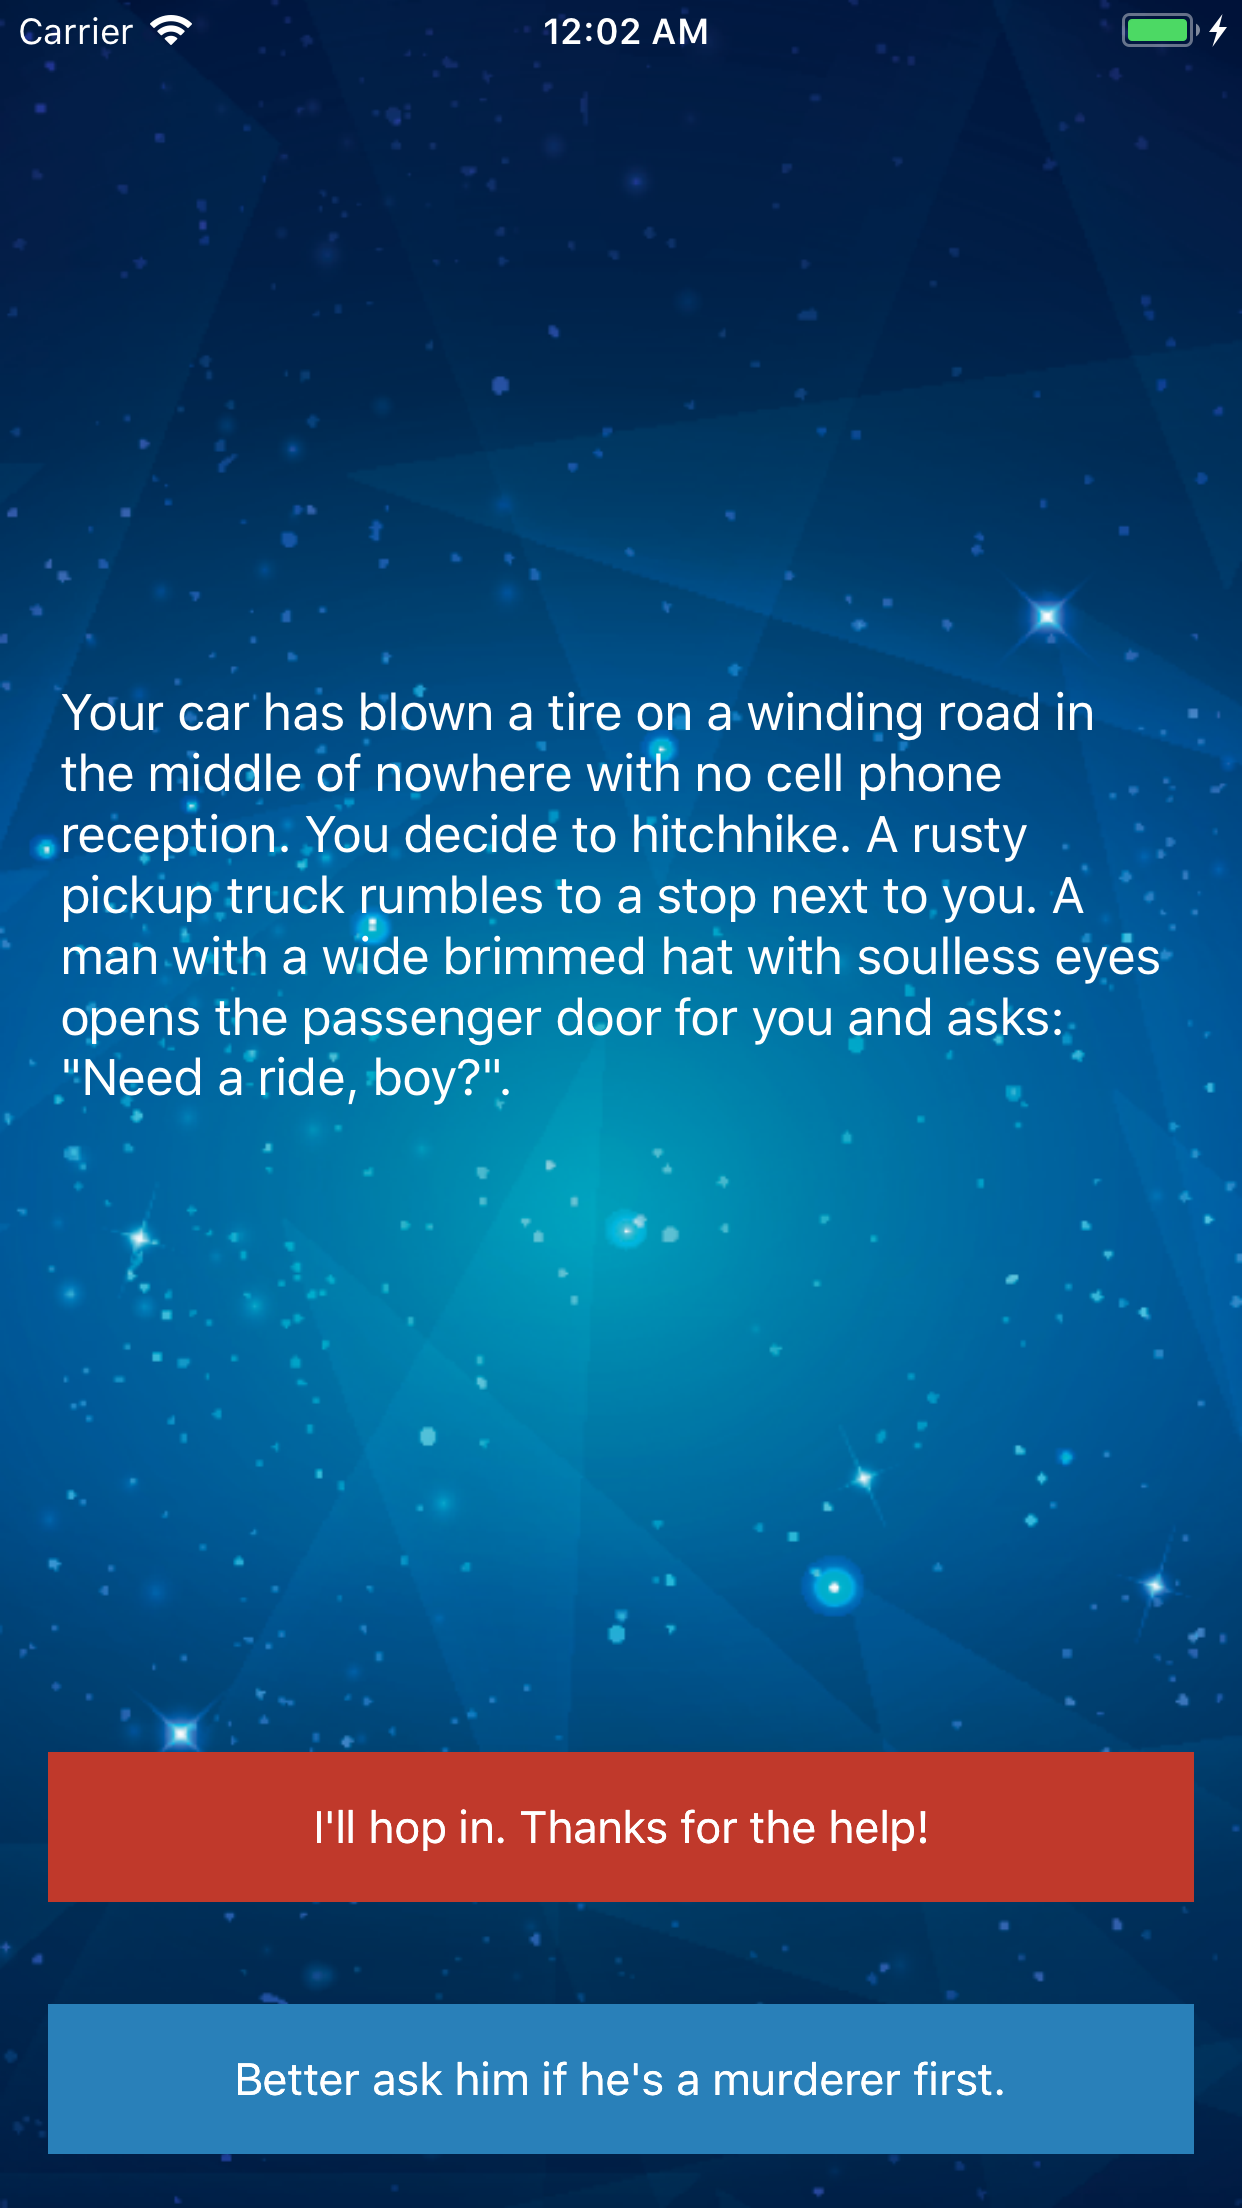 Carrier
12:02 AM
Your car has blown a tire on a winding road in
the middle of nowhere with no cell phone
reception. You decide to hitchhike. A rusty
pickup truck rumbles to a stop next to you. A
man with a wide brimmed hat with soulless eyes
opens the passenger door for you and asks:
"Need a ride, boy?".
I'll hop in. Thanks for the help!
Better ask him if he's a murderer first.